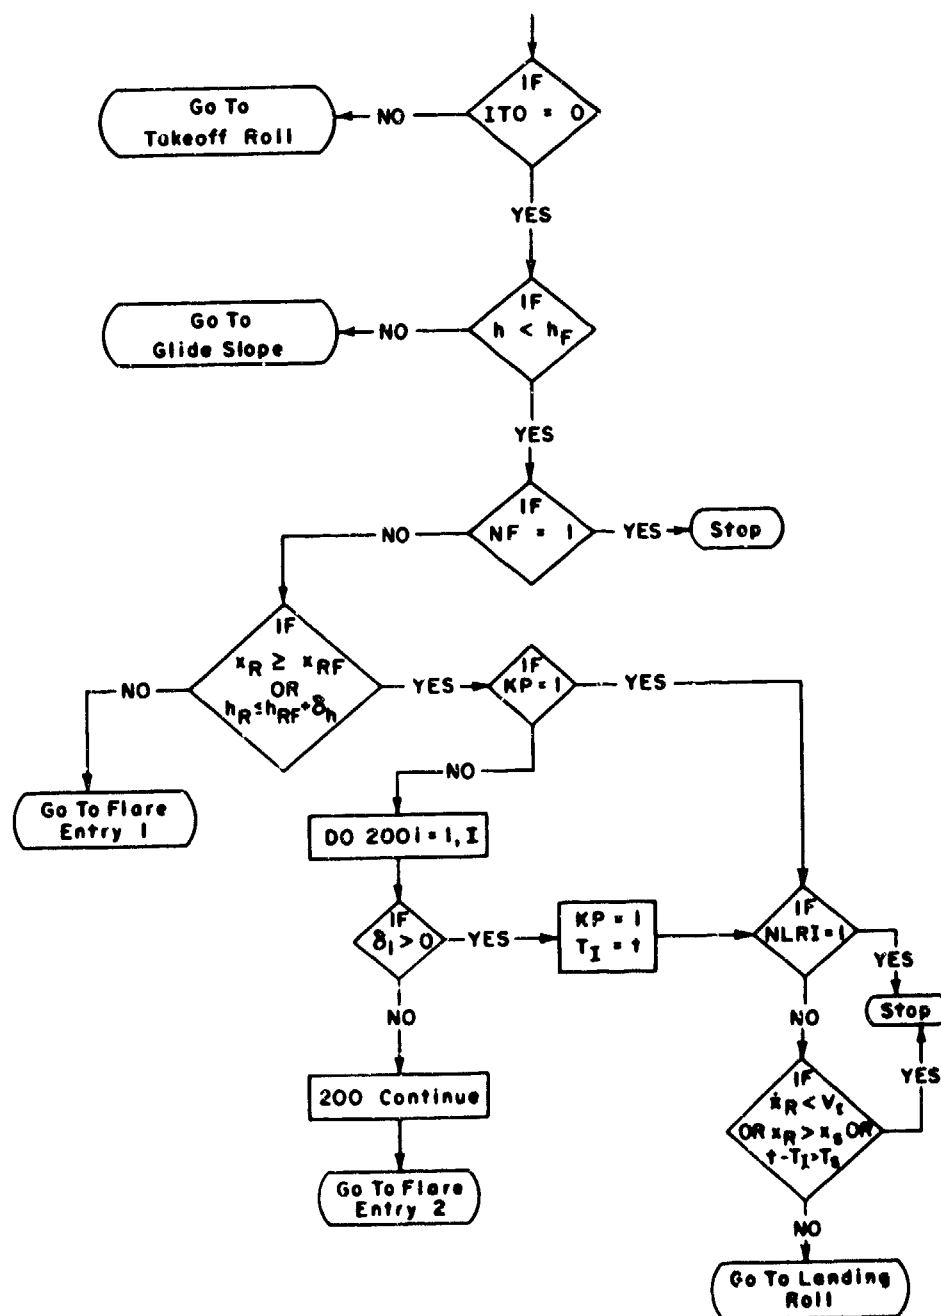 IF
ITO = 0
NO
Go To
Takeoff Roll
YES
IF
h < h_F
NO
Go To
Glide Slope
YES
IF
NF = 1
YES
Stop
NO
IF
x_R ≥ x_RF
OR
h_R ≤ h_RF + δ_h
NO
YES
IF
KP = 1
YES
NO
Go To Flare
Entry 1
DO 200 i = 1, I
IF
δ_i > 0
YES
KP = 1
T_I = t
IF
NLRI = 1
YES
Stop
NO
NO
YES
200 Continue
IF
ẋ_R < V_t
OR x_R > x_s OR
t - T_I > T_s
Go To Flare
Entry 2
NO
Go To Landing
Roll